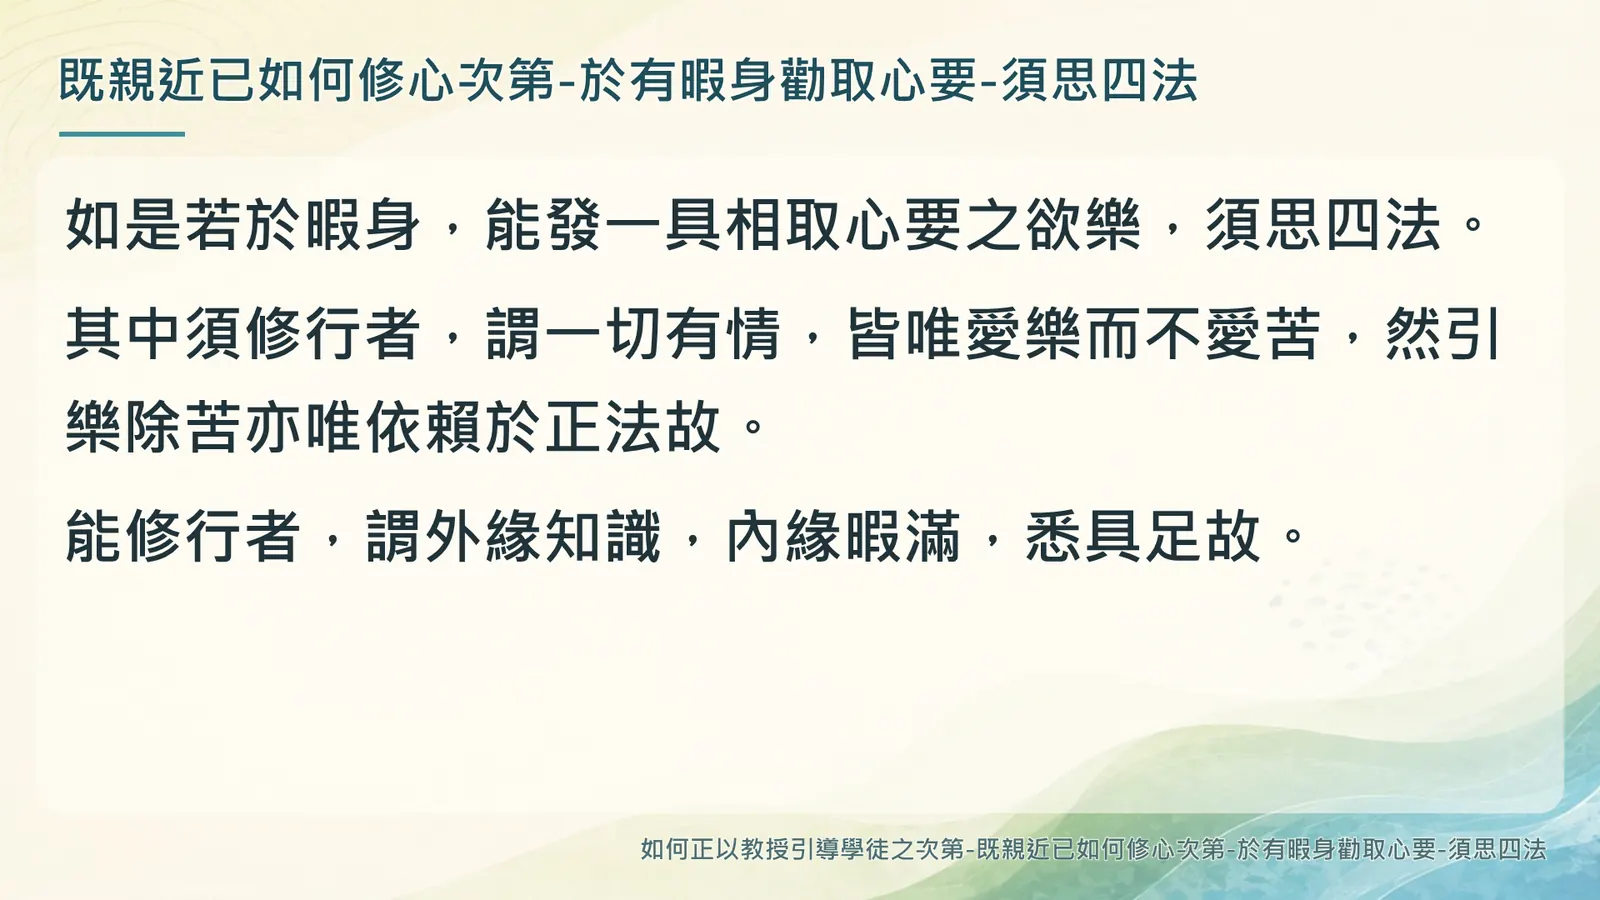 既親近已如何修心次第-於有暇身勸取心要-須思四法
如是若於暇身，能發一具相取心要之欲樂，須思四法。
其中須修行者，謂一切有情，皆唯愛樂而不愛苦，然引
樂除苦亦唯依賴於正法故。
能修行者，謂外緣知識，內緣暇滿，悉具足故。
如何正以教授引導學徒之次第-既親近已如何修心次第-於有暇身勸取心要-須思四法